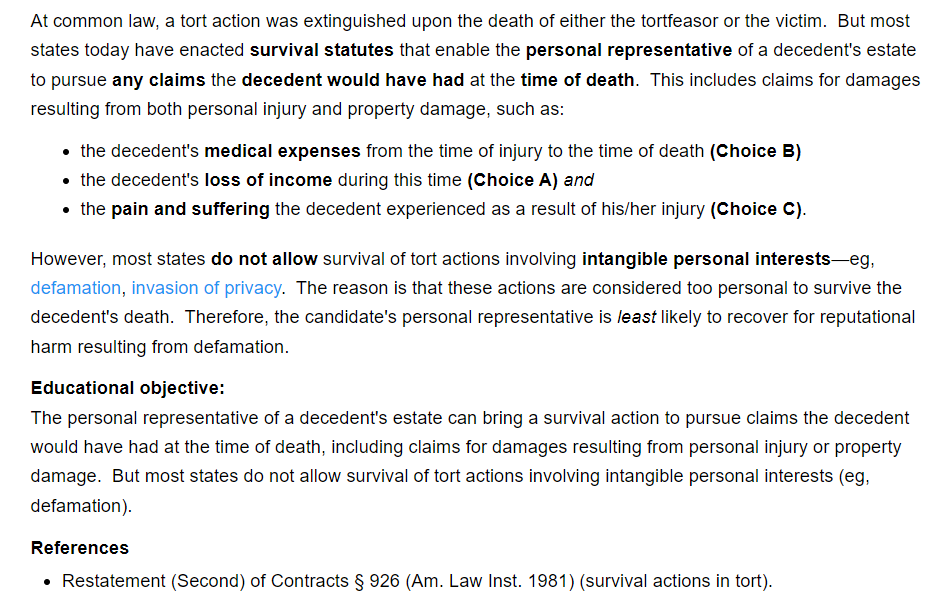 At common law, a tort action was extinguished upon the death of either the tortfeasor or the victim.  But most
states today have enacted survival statutes that enable the personal representative of a decedent's estate
to pursue any claims the decedent would have had at the time of death.  This includes claims for damages
resulting from both personal injury and property damage, such as:
• the decedent's medical expenses from the time of injury to the time of death (Choice B)
• the decedent's loss of income during this time (Choice A) and
• the pain and suffering the decedent experienced as a result of his/her injury (Choice C).
However, most states do not allow survival of tort actions involving intangible personal interests—eg,
defamation, invasion of privacy.  The reason is that these actions are considered too personal to survive the
decedent's death.  Therefore, the candidate's personal representative is least likely to recover for reputational
harm resulting from defamation.
Educational objective:
The personal representative of a decedent's estate can bring a survival action to pursue claims the decedent
would have had at the time of death, including claims for damages resulting from personal injury or property
damage.  But most states do not allow survival of tort actions involving intangible personal interests (eg,
defamation).
References
• Restatement (Second) of Contracts § 926 (Am. Law Inst. 1981) (survival actions in tort).